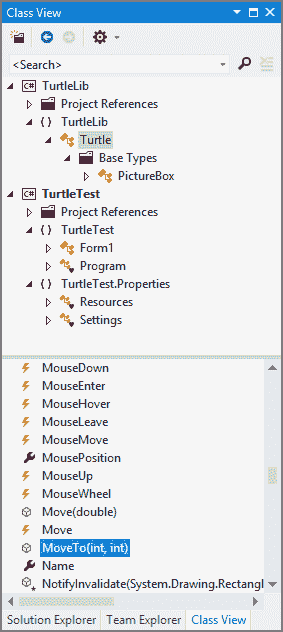 Class View
<Search>
C# TurtleLib
Project References
{ } TurtleLib
Turtle
Base Types
PictureBox
C# TurtleTest
Project References
{ } TurtleTest
Form1
Program
{ } TurtleTest.Properties
Resources
Settings
MouseDown
MouseEnter
MouseHover
MouseLeave
MouseMove
MousePosition
MouseUp
MouseWheel
Move(double)
Move
MoveTo(int, int)
Name
NotifyInvalidate(System.Drawing.Rectangl
Solution Explorer Team Explorer Class View